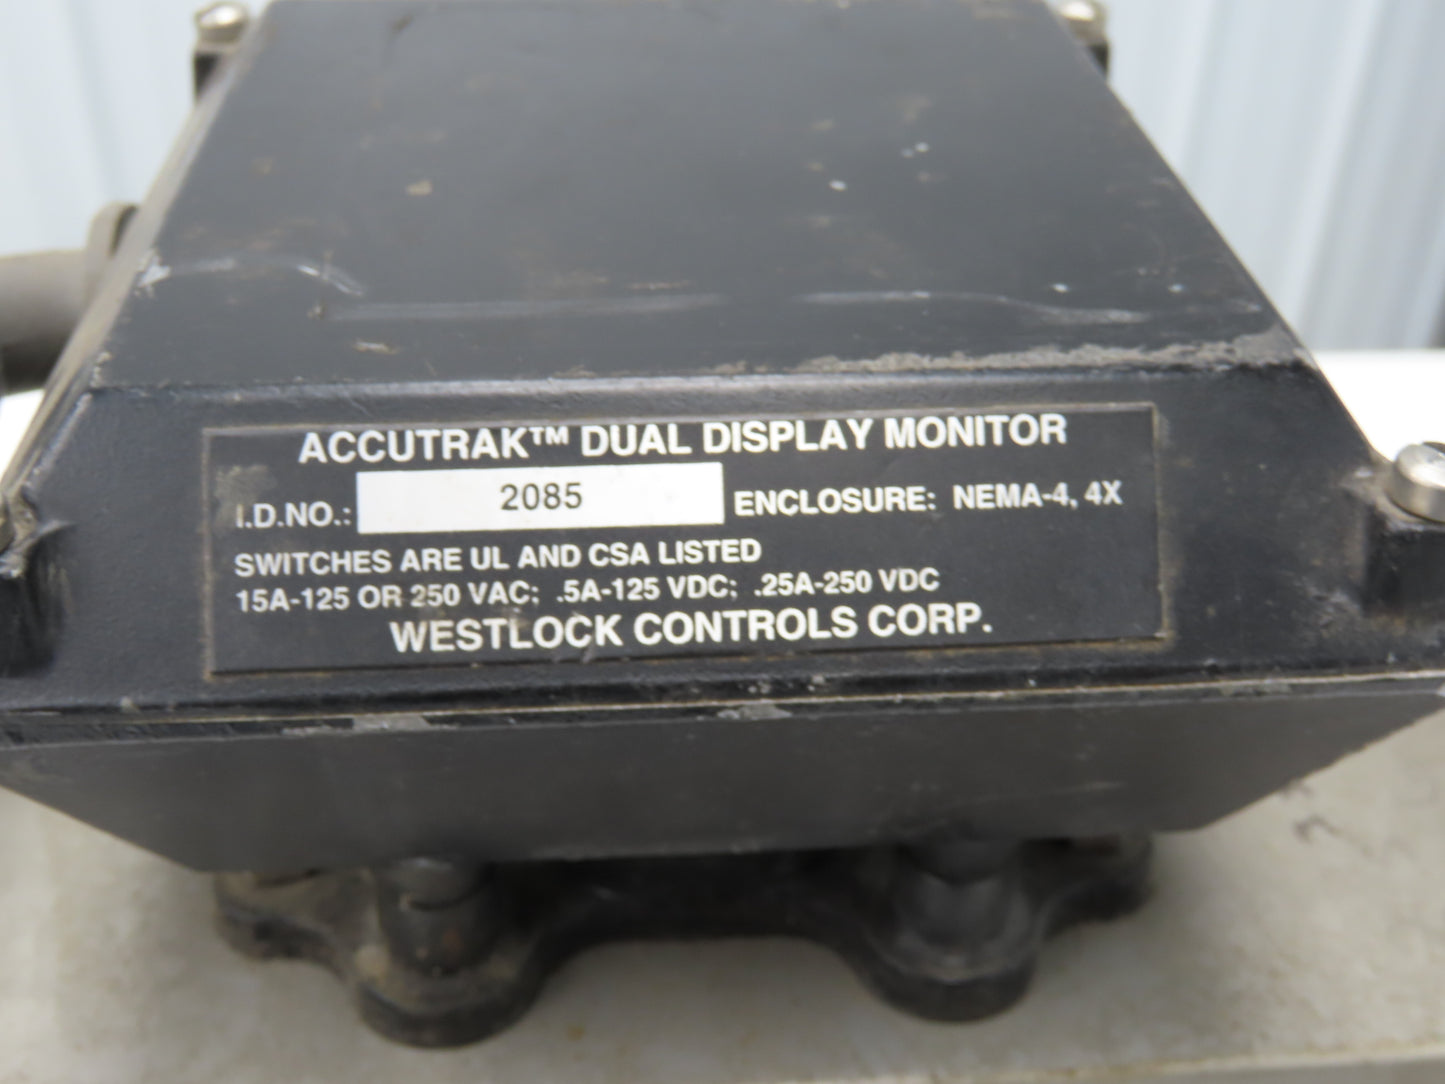 ACCUTRAK™ DUAL DISPLAY MONITOR
I.D.NO.: 2085 ENCLOSURE: NEMA-4, 4X
SWITCHES ARE UL AND CSA LISTED
15A-125 OR 250 VAC; .5A-125 VDC; .25A-250 VDC
WESTLOCK CONTROLS CORP.